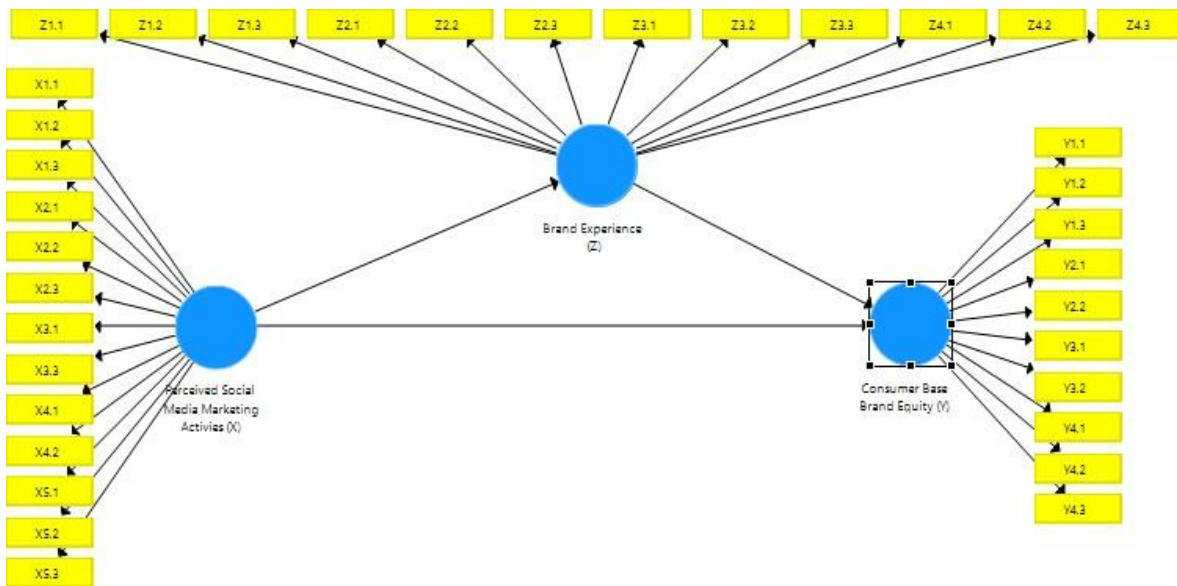 Z1.1 Z1.2 Z1.3 Z2.1 Z2.2 Z2.3 Z3.1 Z3.2 Z3.3 Z4.1 Z4.2 Z4.3
X1.1
X1.2
X1.3
X2.1
X2.2
X2.3
X3.1
X3.3
X4.1
X4.2
X5.1
X5.2
X5.3
Brand Experience
(Z)
Perceived Social
Media Marketing
Activies (X)
Consumer Base
Brand Equity (Y)
Y1.1
Y1.2
Y1.3
Y2.1
Y2.2
Y3.1
Y3.2
Y4.1
Y4.2
Y4.3